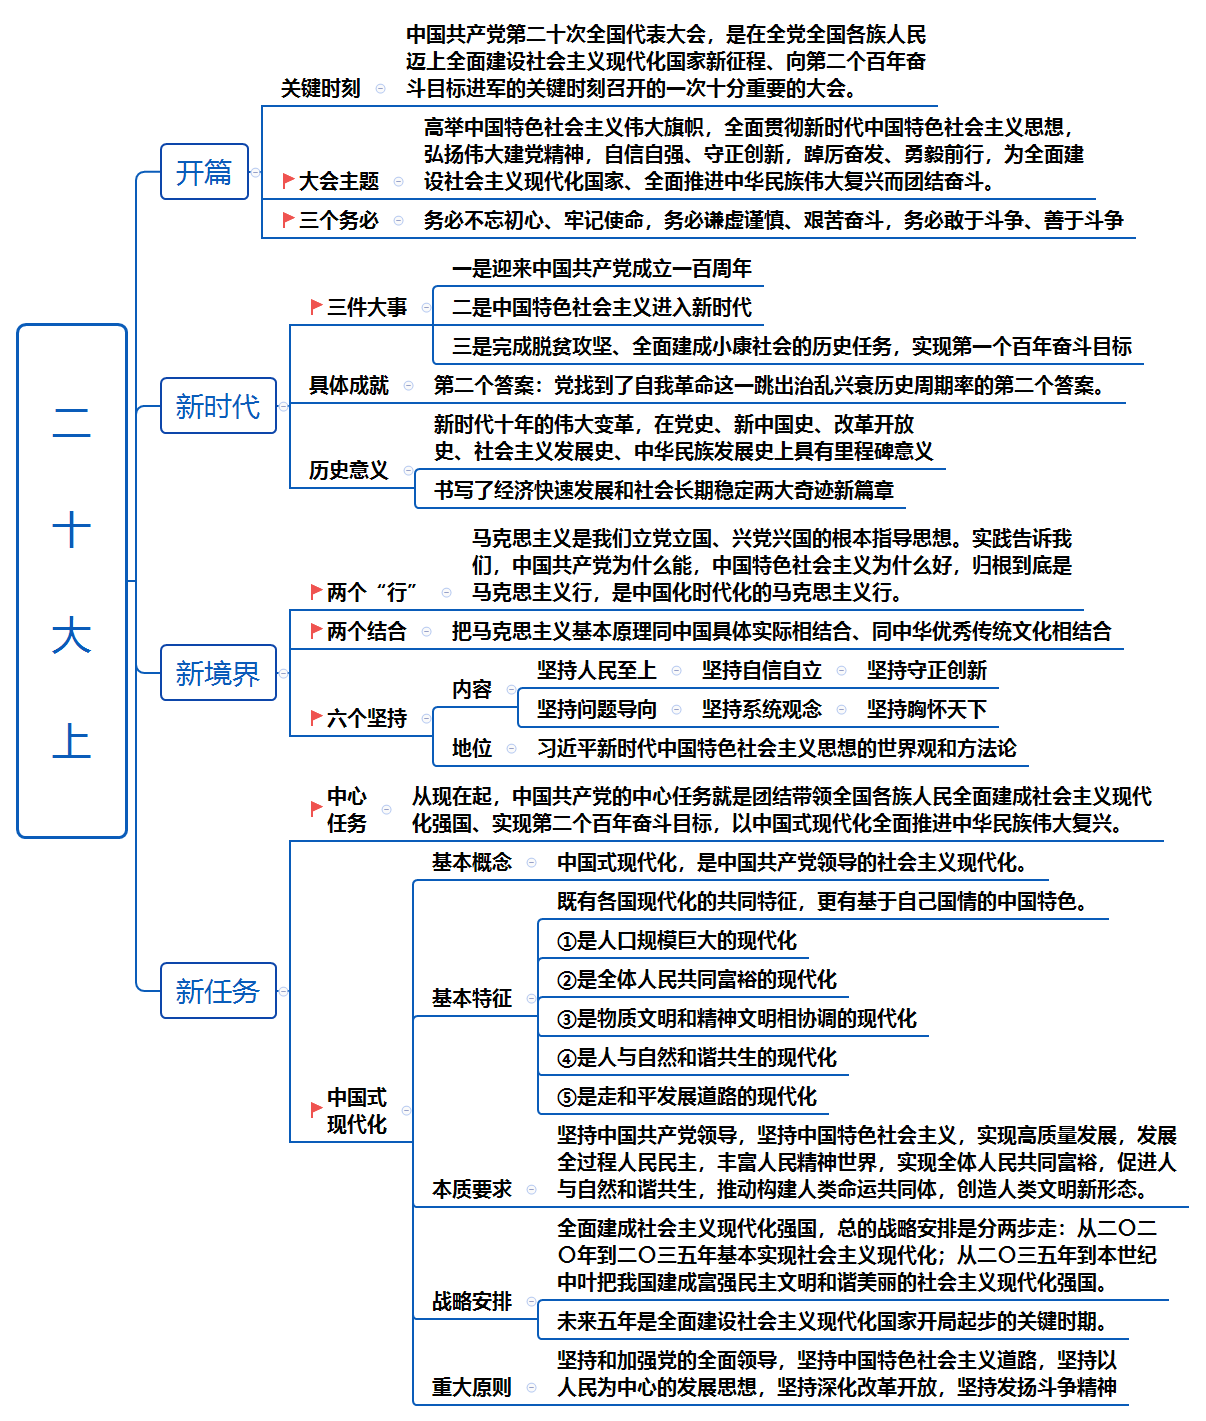 二
十
大
上
开篇
关键时刻
中国共产党第二十次全国代表大会，是在全党全国各族人民
迈上全面建设社会主义现代化国家新征程、向第二个百年奋
斗目标进军的关键时刻召开的一次十分重要的大会。
大会主题
高举中国特色社会主义伟大旗帜，全面贯彻新时代中国特色社会主义思想，
弘扬伟大建党精神，自信自强、守正创新，踔厉奋发、勇毅前行，为全面建
设社会主义现代化国家、全面推进中华民族伟大复兴而团结奋斗。
三个务必
务必不忘初心、牢记使命，务必谦虚谨慎、艰苦奋斗，务必敢于斗争、善于斗争
新时代
三件大事
一是迎来中国共产党成立一百周年
二是中国特色社会主义进入新时代
三是完成脱贫攻坚、全面建成小康社会的历史任务，实现第一个百年奋斗目标
具体成就
第二个答案：党找到了自我革命这一跳出治乱兴衰历史周期率的第二个答案。
历史意义
新时代十年的伟大变革，在党史、新中国史、改革开放
史、社会主义发展史、中华民族发展史上具有里程碑意义
书写了经济快速发展和社会长期稳定两大奇迹新篇章
新境界
两个“行”
马克思主义是我们立党立国、兴党兴国的根本指导思想。实践告诉我
们，中国共产党为什么能，中国特色社会主义为什么好，归根到底是
马克思主义行，是中国化时代化的马克思主义行。
两个结合
把马克思主义基本原理同中国具体实际相结合、同中华优秀传统文化相结合
六个坚持
内容
坚持人民至上 坚持自信自立 坚持守正创新
坚持问题导向 坚持系统观念 坚持胸怀天下
地位
习近平新时代中国特色社会主义思想的世界观和方法论
新任务
中心
任务
从现在起，中国共产党的中心任务就是团结带领全国各族人民全面建成社会主义现代
化强国、实现第二个百年奋斗目标，以中国式现代化全面推进中华民族伟大复兴。
中国式
现代化
基本概念
中国式现代化，是中国共产党领导的社会主义现代化。
基本特征
既有各国现代化的共同特征，更有基于自己国情的中国特色。
①是人口规模巨大的现代化
②是全体人民共同富裕的现代化
③是物质文明和精神文明相协调的现代化
④是人与自然和谐共生的现代化
⑤是走和平发展道路的现代化
本质要求
坚持中国共产党领导，坚持中国特色社会主义，实现高质量发展，发展
全过程人民民主，丰富人民精神世界，实现全体人民共同富裕，促进人
与自然和谐共生，推动构建人类命运共同体，创造人类文明新形态。
战略安排
全面建成社会主义现代化强国，总的战略安排是分两步走：从二〇二
〇年到二〇三五年基本实现社会主义现代化；从二〇三五年到本世纪
中叶把我国建成富强民主文明和谐美丽的社会主义现代化强国。
未来五年是全面建设社会主义现代化国家开局起步的关键时期。
重大原则
坚持和加强党的全面领导，坚持中国特色社会主义道路，坚持以
人民为中心的发展思想，坚持深化改革开放，坚持发扬斗争精神